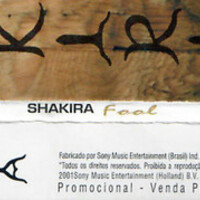 KIR
SHAKIRA Fool
Fabricado por Sony Music Entertainment (Brasil) Ind.
"Todos os direitos reservados. Proibida a reprodução
2001Sony Music Entertainment (Holland) B.V.
Promocional - Venda P